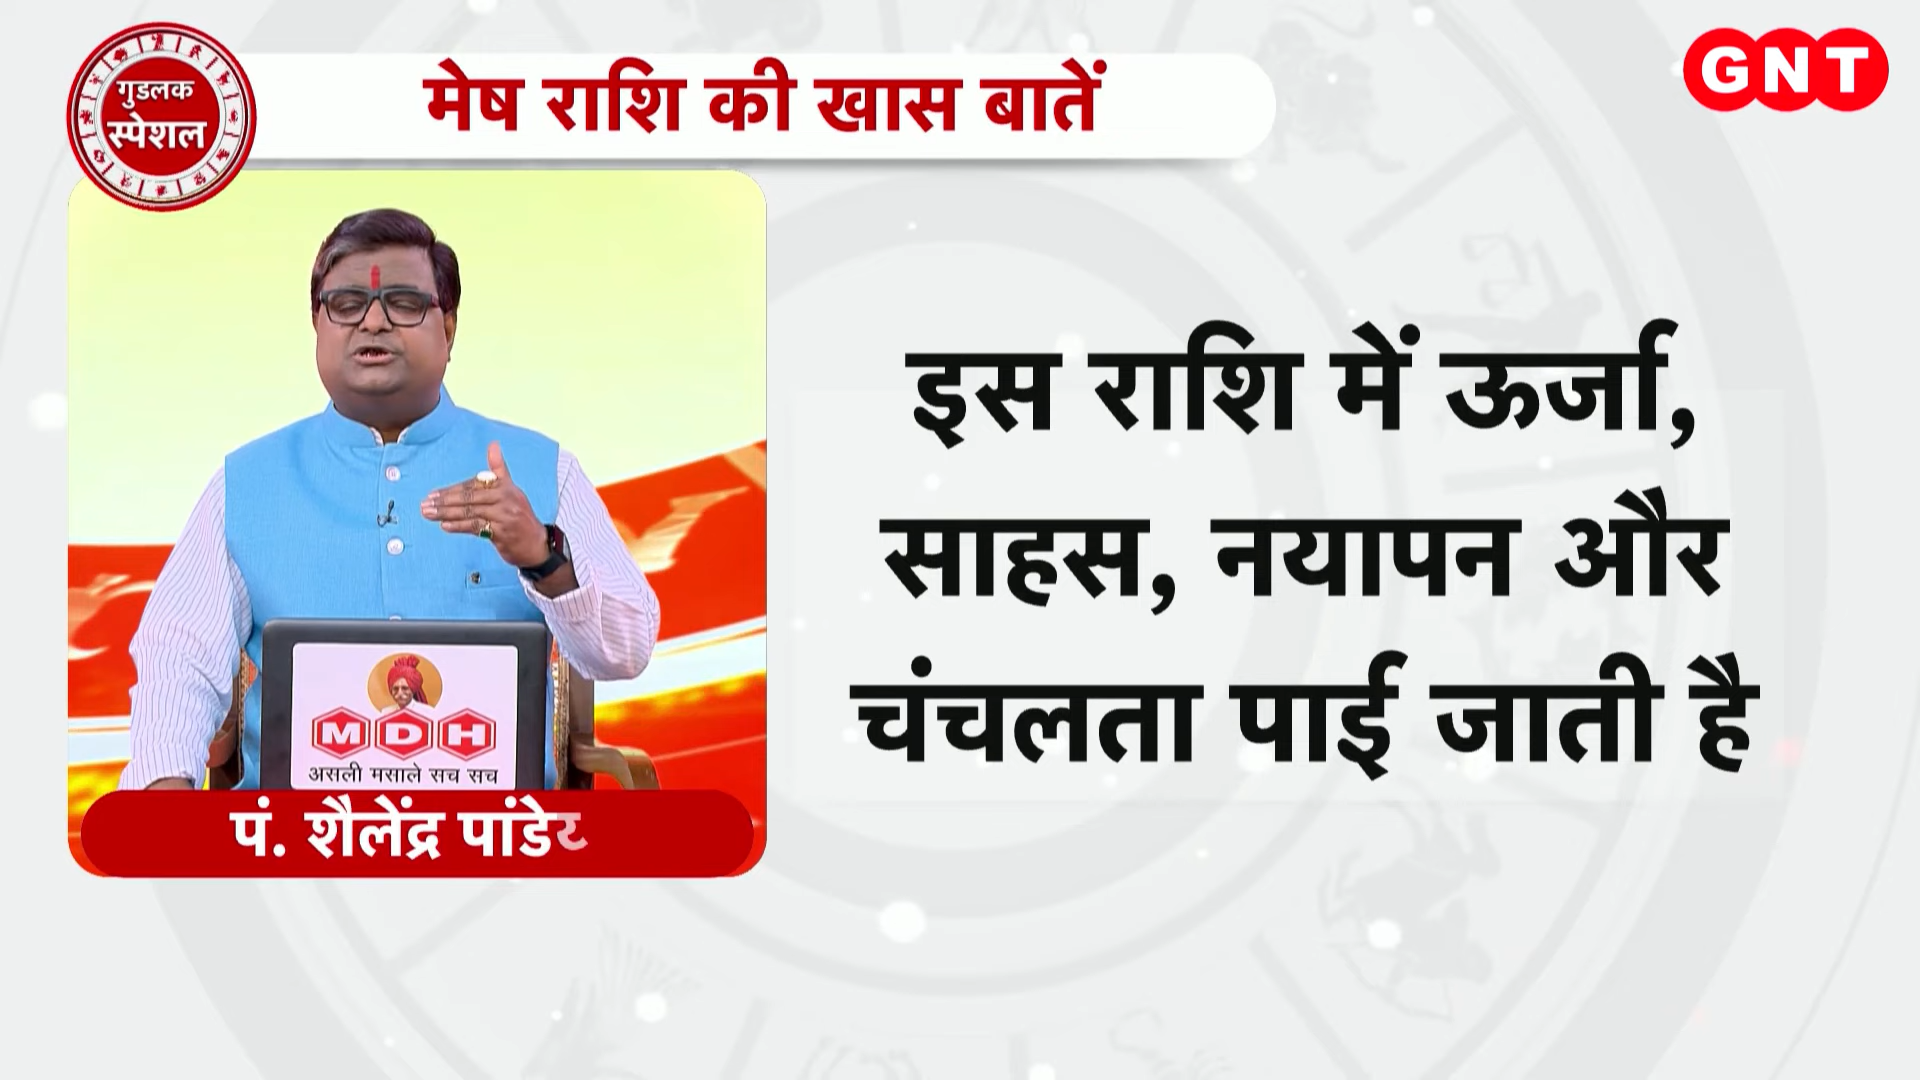 गुडलक
स्पेशल
मेष राशि की खास बातें
GNT
इस राशि में ऊर्जा,
साहस, नयापन और
चंचलता पाई जाती है
MDH
असली मसाले सच सच
पं. शैलेंद्र पांडेय